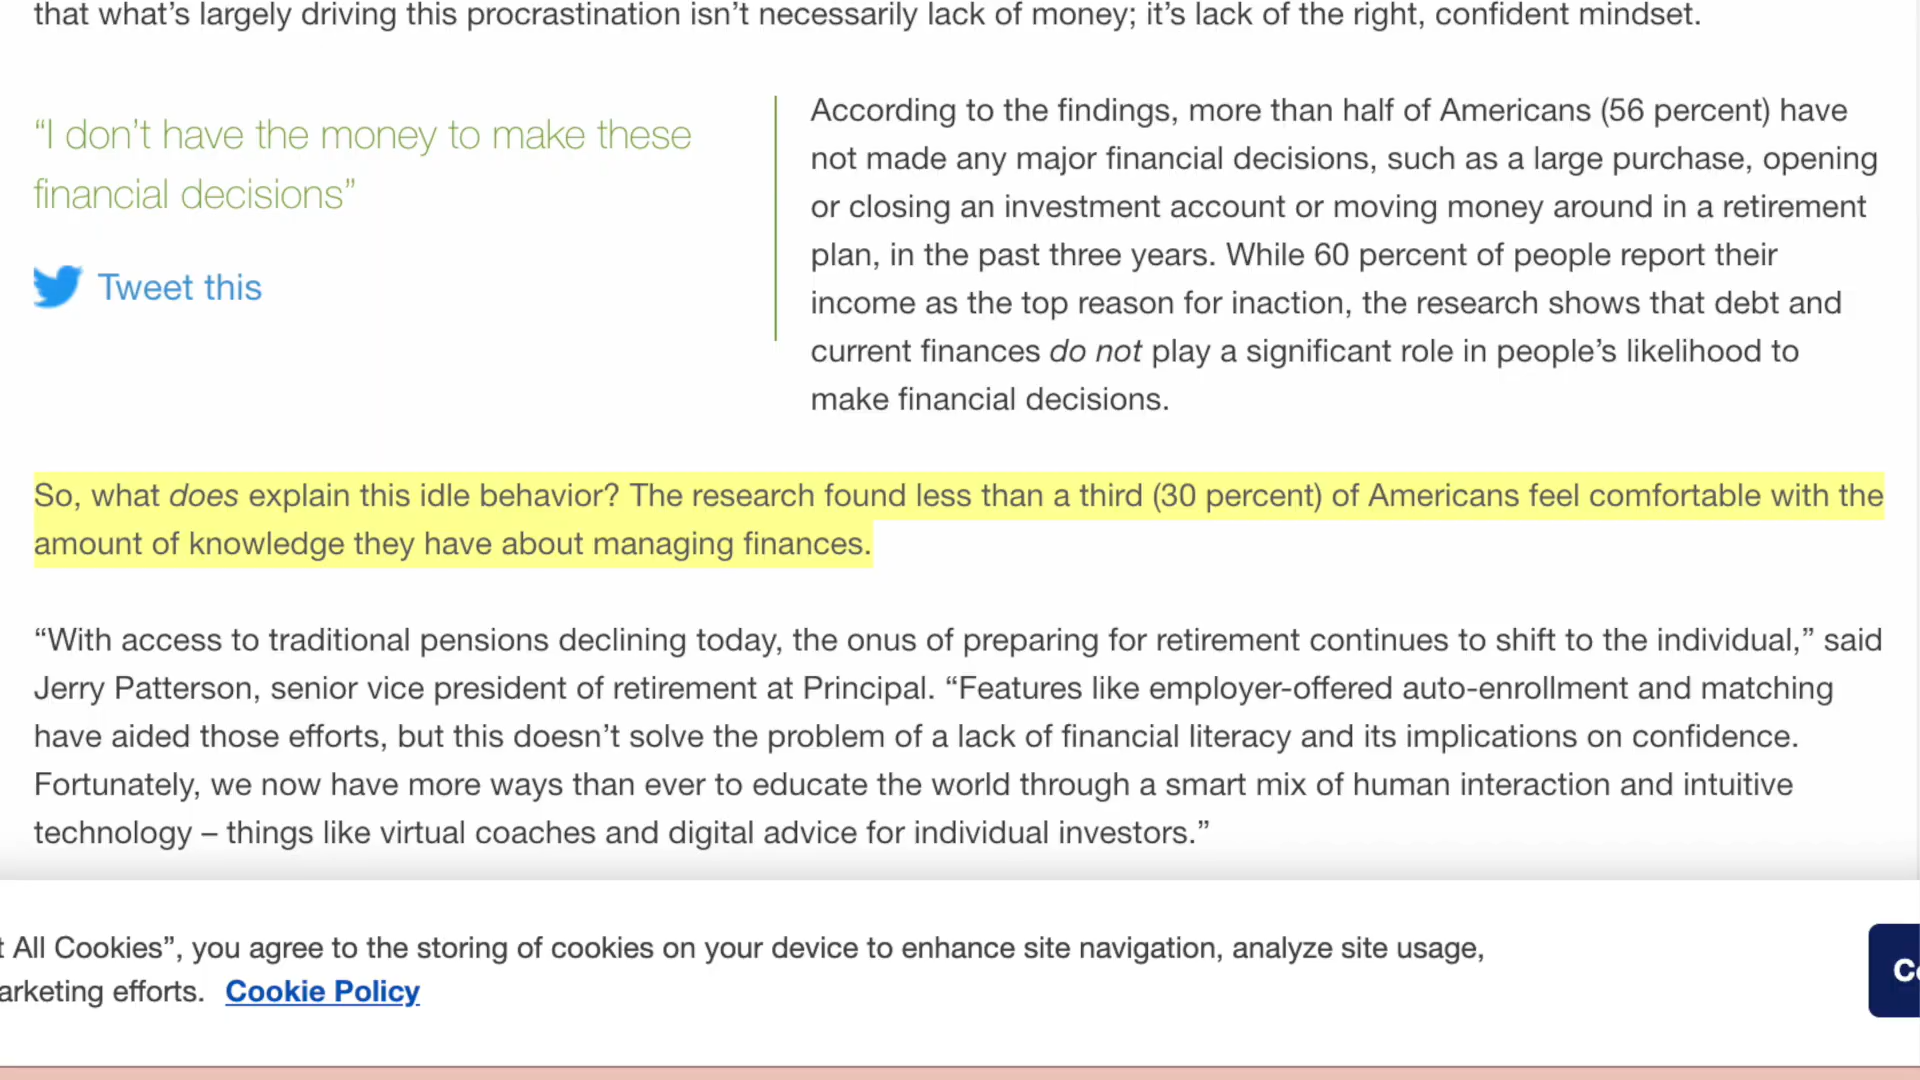 that what’s largely driving this procrastination isn’t necessarily lack of money; it’s lack of the right, confident mindset.
“I don’t have the money to make these
financial decisions”
Tweet this
According to the findings, more than half of Americans (56 percent) have
not made any major financial decisions, such as a large purchase, opening
or closing an investment account or moving money around in a retirement
plan, in the past three years. While 60 percent of people report their
income as the top reason for inaction, the research shows that debt and
current finances do not play a significant role in people’s likelihood to
make financial decisions.
So, what does explain this idle behavior? The research found less than a third (30 percent) of Americans feel comfortable with the
amount of knowledge they have about managing finances.
“With access to traditional pensions declining today, the onus of preparing for retirement continues to shift to the individual,” said
Jerry Patterson, senior vice president of retirement at Principal. “Features like employer-offered auto-enrollment and matching
have aided those efforts, but this doesn’t solve the problem of a lack of financial literacy and its implications on confidence.
Fortunately, we now have more ways than ever to educate the world through a smart mix of human interaction and intuitive
technology – things like virtual coaches and digital advice for individual investors.”
t All Cookies”, you agree to the storing of cookies on your device to enhance site navigation, analyze site usage,
arketing efforts. Cookie Policy